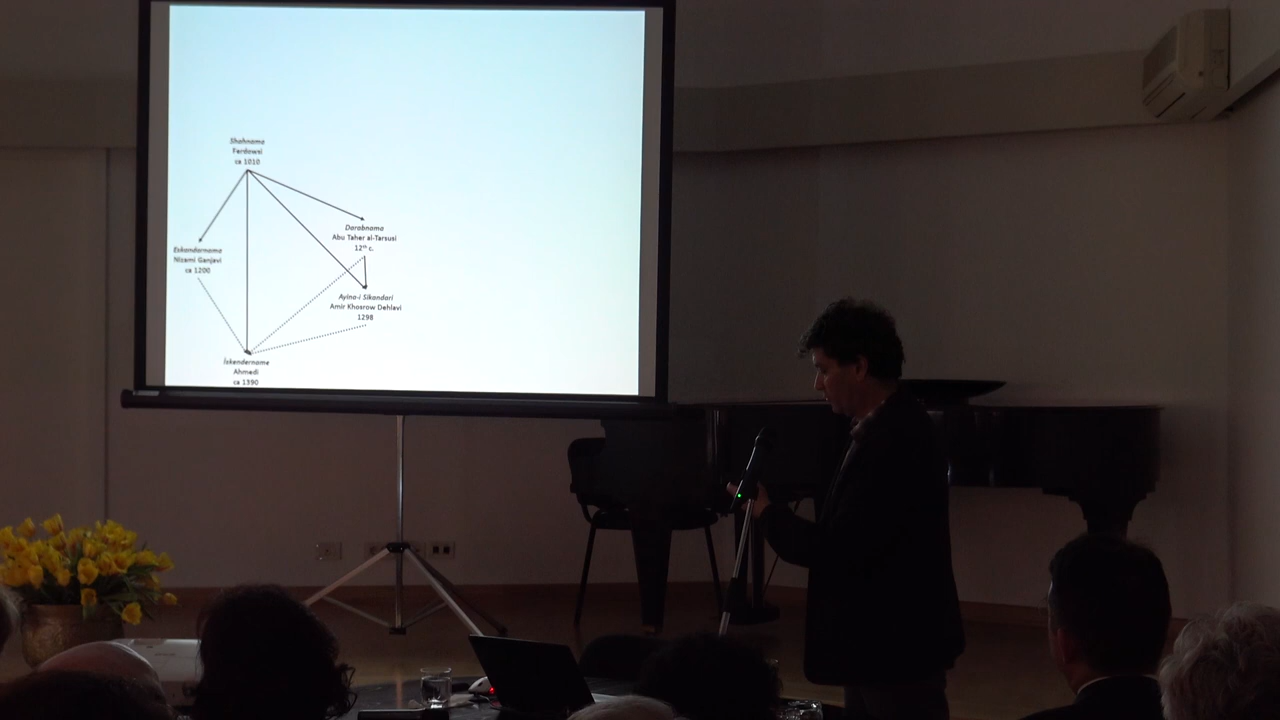 Shahnama
Ferdowsi
ca 1010
Darabnama
Abu Taher al-Tarsusi
12th c.
Eskandarnama
Nizami Ganjavi
ca 1200
Ayina-i Sikandari
Amir Khosrow Dehlavi
1298
İskendername
Ahmedi
ca 1390